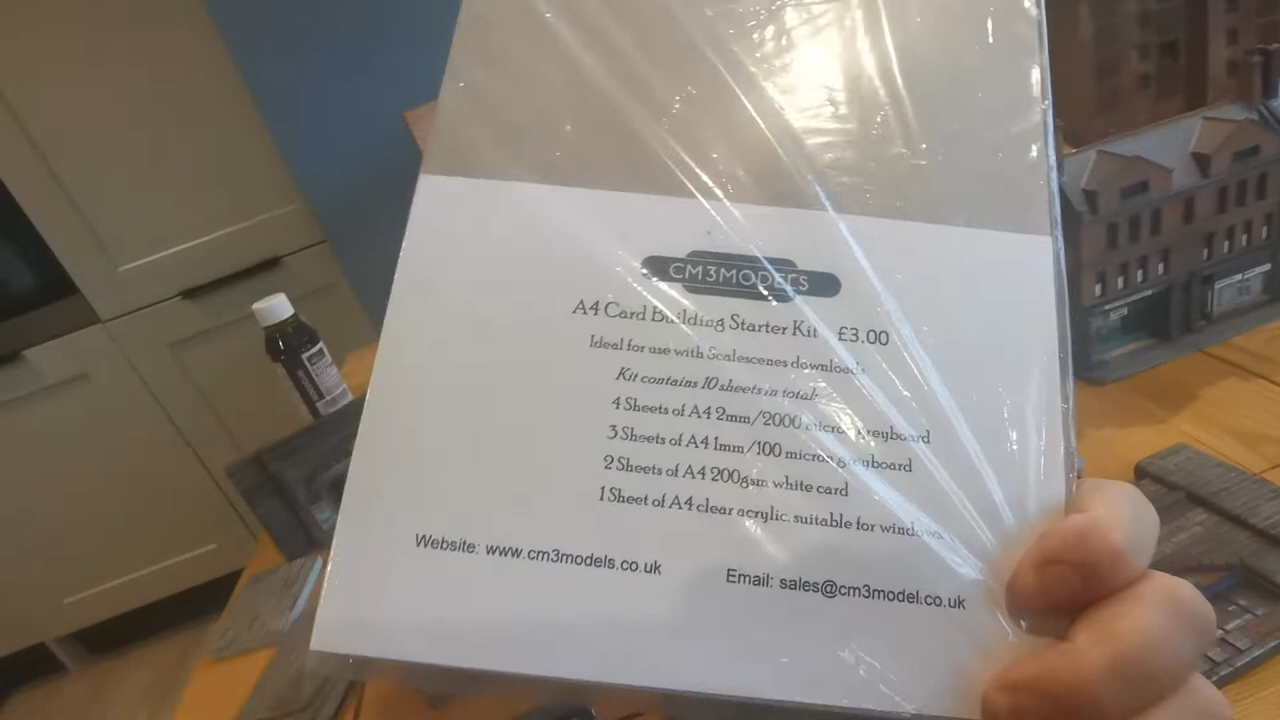 CM3MODELS
A4 Card Building Starter Kit £3.00
Ideal for use with Scalescenes downloads
Kit contains 10 sheets in total:
4 Sheets of A4 2mm/2000 micron greyboard
3 Sheets of A4 1mm/100 micron greyboard
2 Sheets of A4 200gsm white card
1 Sheet of A4 clear acrylic, suitable for windows
Website: www.cm3models.co.uk
Email: sales@cm3models.co.uk